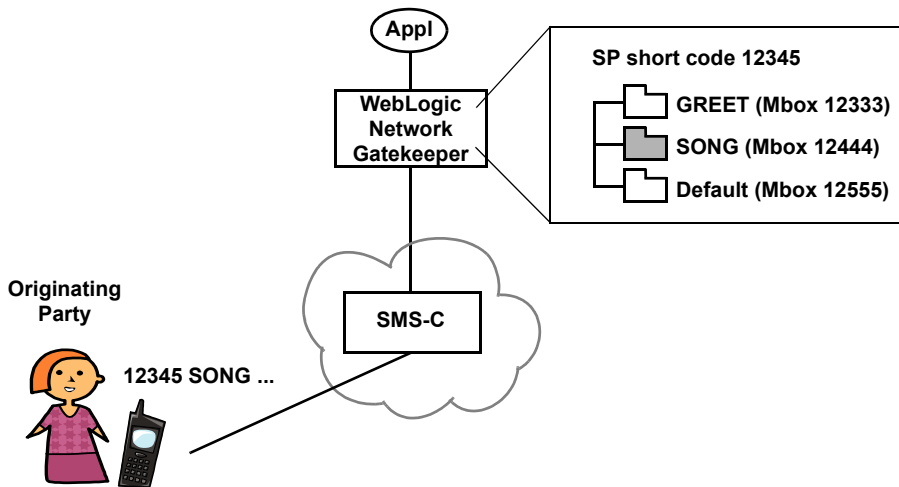 Appl
WebLogic
Network
Gatekeeper
SP short code 12345
GREET (Mbox 12333)
SONG (Mbox 12444)
Default (Mbox 12555)
SMS-C
Originating
Party
12345 SONG ...